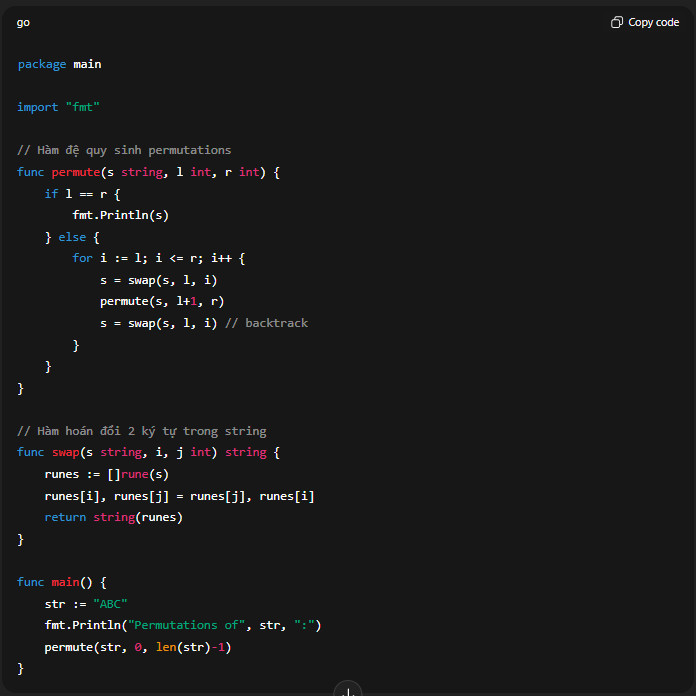 go
Copy code
package main
import "fmt"
// Hàm đệ quy sinh permutations
func permute(s string, l int, r int) {
    if l == r {
        fmt.Println(s)
    } else {
        for i := l; i <= r; i++ {
            s = swap(s, l, i)
            permute(s, l+1, r)
            s = swap(s, l, i) // backtrack
        }
    }
}
// Hàm hoán đổi 2 ký tự trong string
func swap(s string, i, j int) string {
    runes := []rune(s)
    runes[i], runes[j] = runes[j], runes[i]
    return string(runes)
}
func main() {
    str := "ABC"
    fmt.Println("Permutations of", str, ":")
    permute(str, 0, len(str)-1)
}